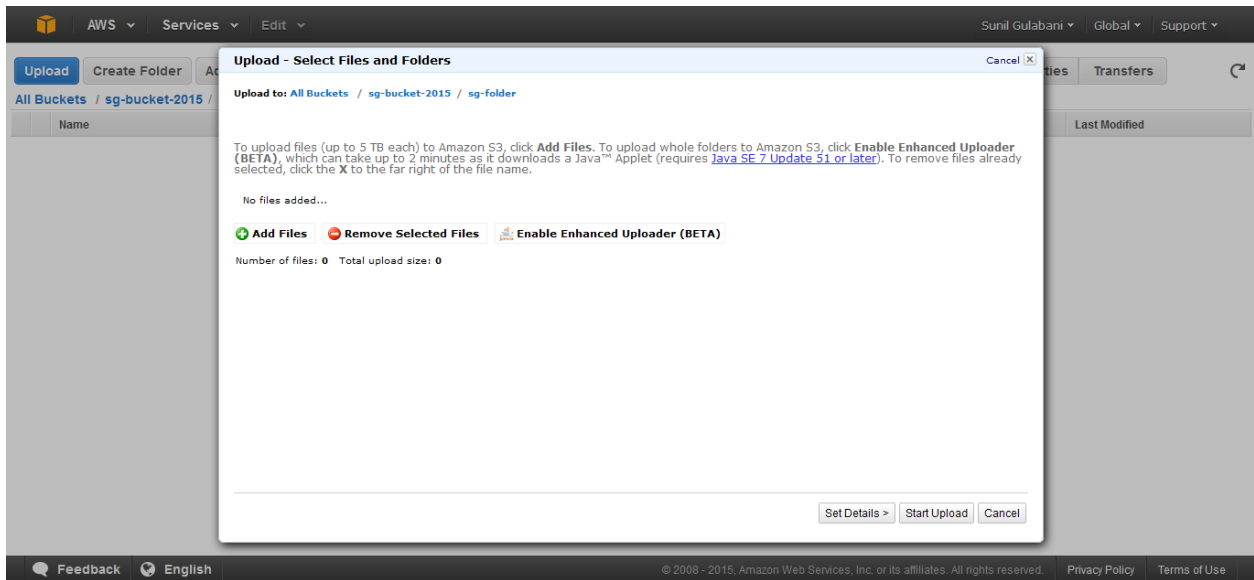 AWS Services Edit Sunil Gulabani Global Support
Upload Create Folder Ac ties Transfers
All Buckets / sg-bucket-2015 /
Name Last Modified
Upload - Select Files and Folders Cancel
Upload to: All Buckets / sg-bucket-2015 / sg-folder
To upload files (up to 5 TB each) to Amazon S3, click Add Files. To upload whole folders to Amazon S3, click Enable Enhanced Uploader
(BETA), which can take up to 2 minutes as it downloads a Java™ Applet (requires Java SE 7 Update 51 or later). To remove files already
selected, click the X to the far right of the file name.
No files added...
Add Files Remove Selected Files Enable Enhanced Uploader (BETA)
Number of files: 0 Total upload size: 0
Set Details > Start Upload Cancel
Feedback English © 2008 - 2015, Amazon Web Services, Inc. or its affiliates. All rights reserved. Privacy Policy Terms of Use